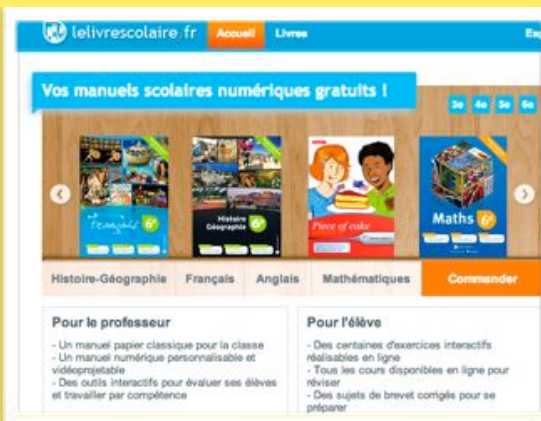 lelivrescolaire.fr Accueil Livres Esp
Vos manuels scolaires numériques gratuits !
3e 4e 5e 6e
Français 6e
Histoire
Géographie 6e
Piece of cake
Maths 6e
Histoire-Géographie Français Anglais Mathématiques Commander
Pour le professeur
- Un manuel papier classique pour la classe
- Un manuel numérique personnalisable et
vidéoprojetable
- Des outils interactifs pour évaluer ses élèves
et travailler par compétence
Pour l'élève
- Des centaines d'exercices interactifs
réalisables en ligne
- Tous les cours disponibles en ligne pour
réviser
- Des sujets de brevet corrigés pour se
préparer